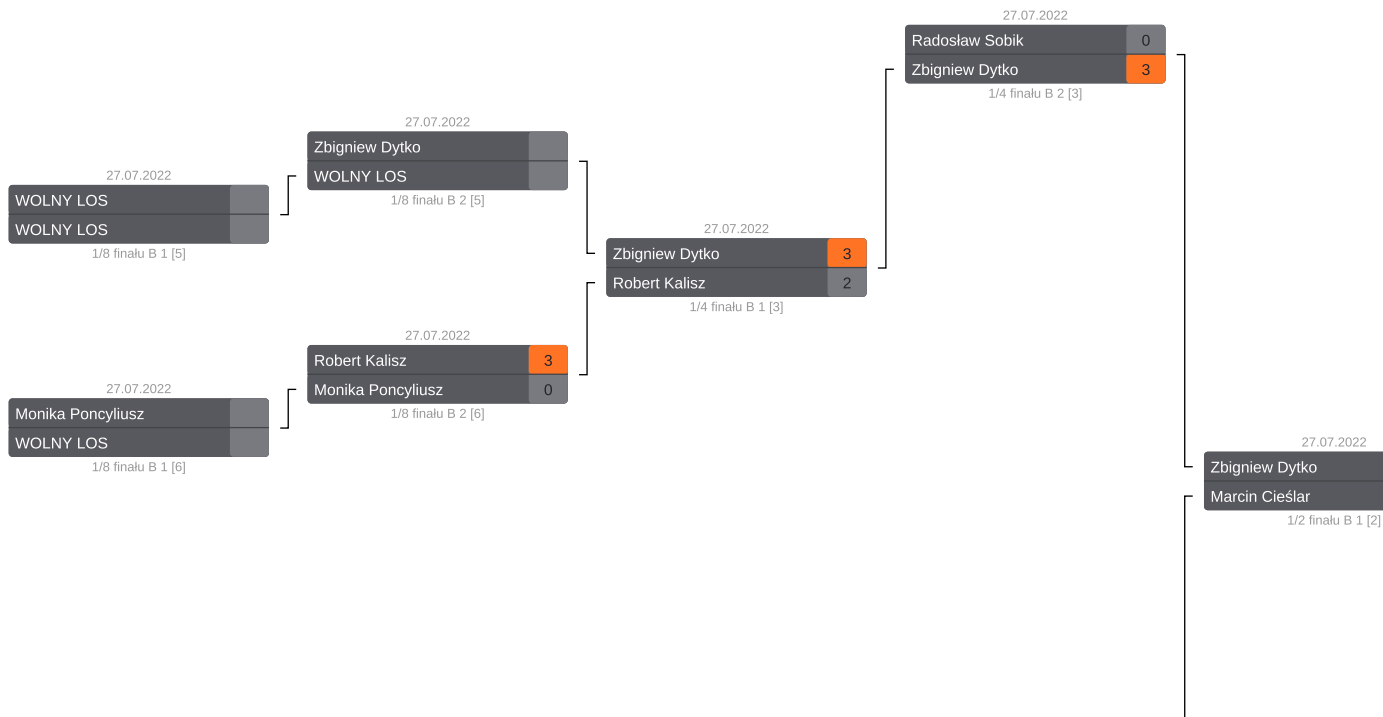 27.07.2022
Radosław Sobik 0
Zbigniew Dytko 3
1/4 finału B 2 [3]
27.07.2022
Zbigniew Dytko
WOLNY LOS
1/8 finału B 2 [5]
27.07.2022
WOLNY LOS
WOLNY LOS
1/8 finału B 1 [5]
27.07.2022
Zbigniew Dytko 3
Robert Kalisz 2
1/4 finału B 1 [3]
27.07.2022
Robert Kalisz 3
Monika Poncyliusz 0
1/8 finału B 2 [6]
27.07.2022
Monika Poncyliusz
WOLNY LOS
1/8 finału B 1 [6]
27.07.2022
Zbigniew Dytko
Marcin Cieślar
1/2 finału B 1 [2]